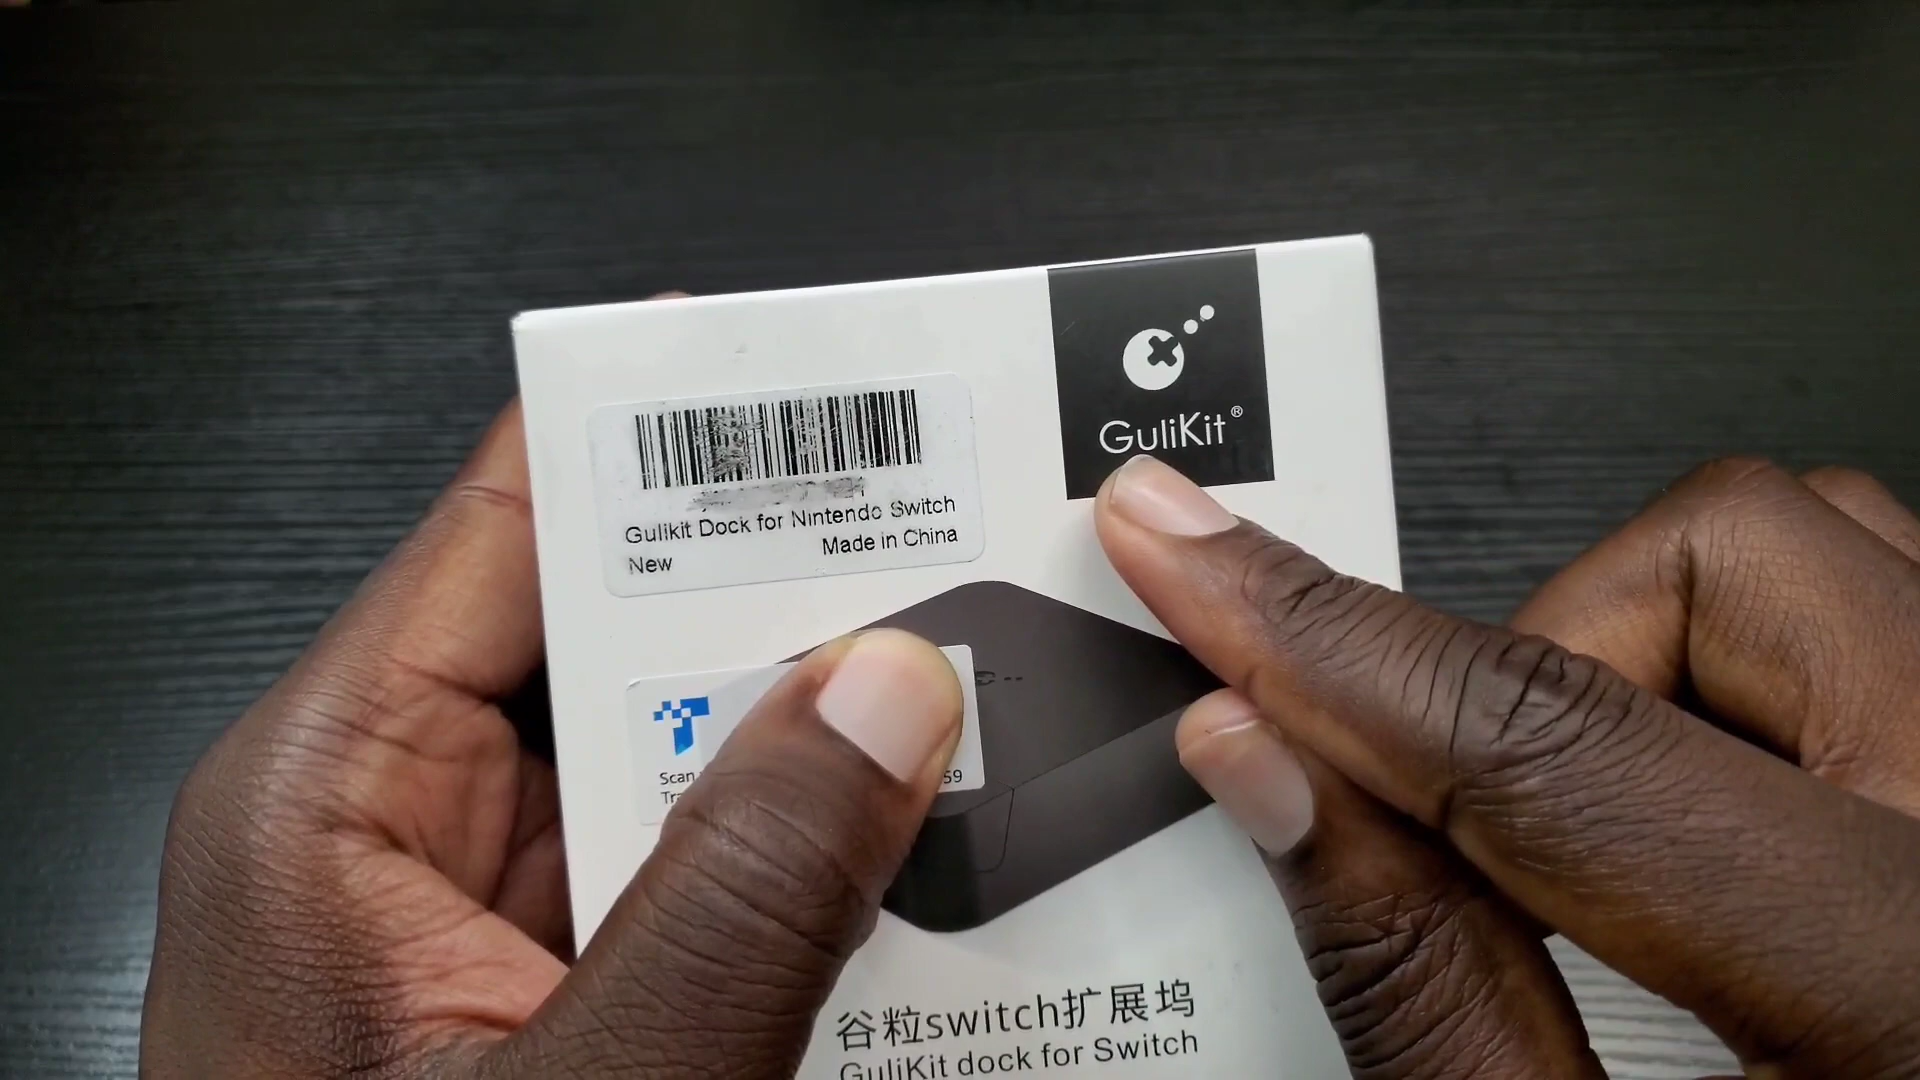 GuliKit®
Gulikit Dock for Nintendo Switch
New Made in China
Scan
59
谷粒switch扩展坞
GuliKit dock for Switch